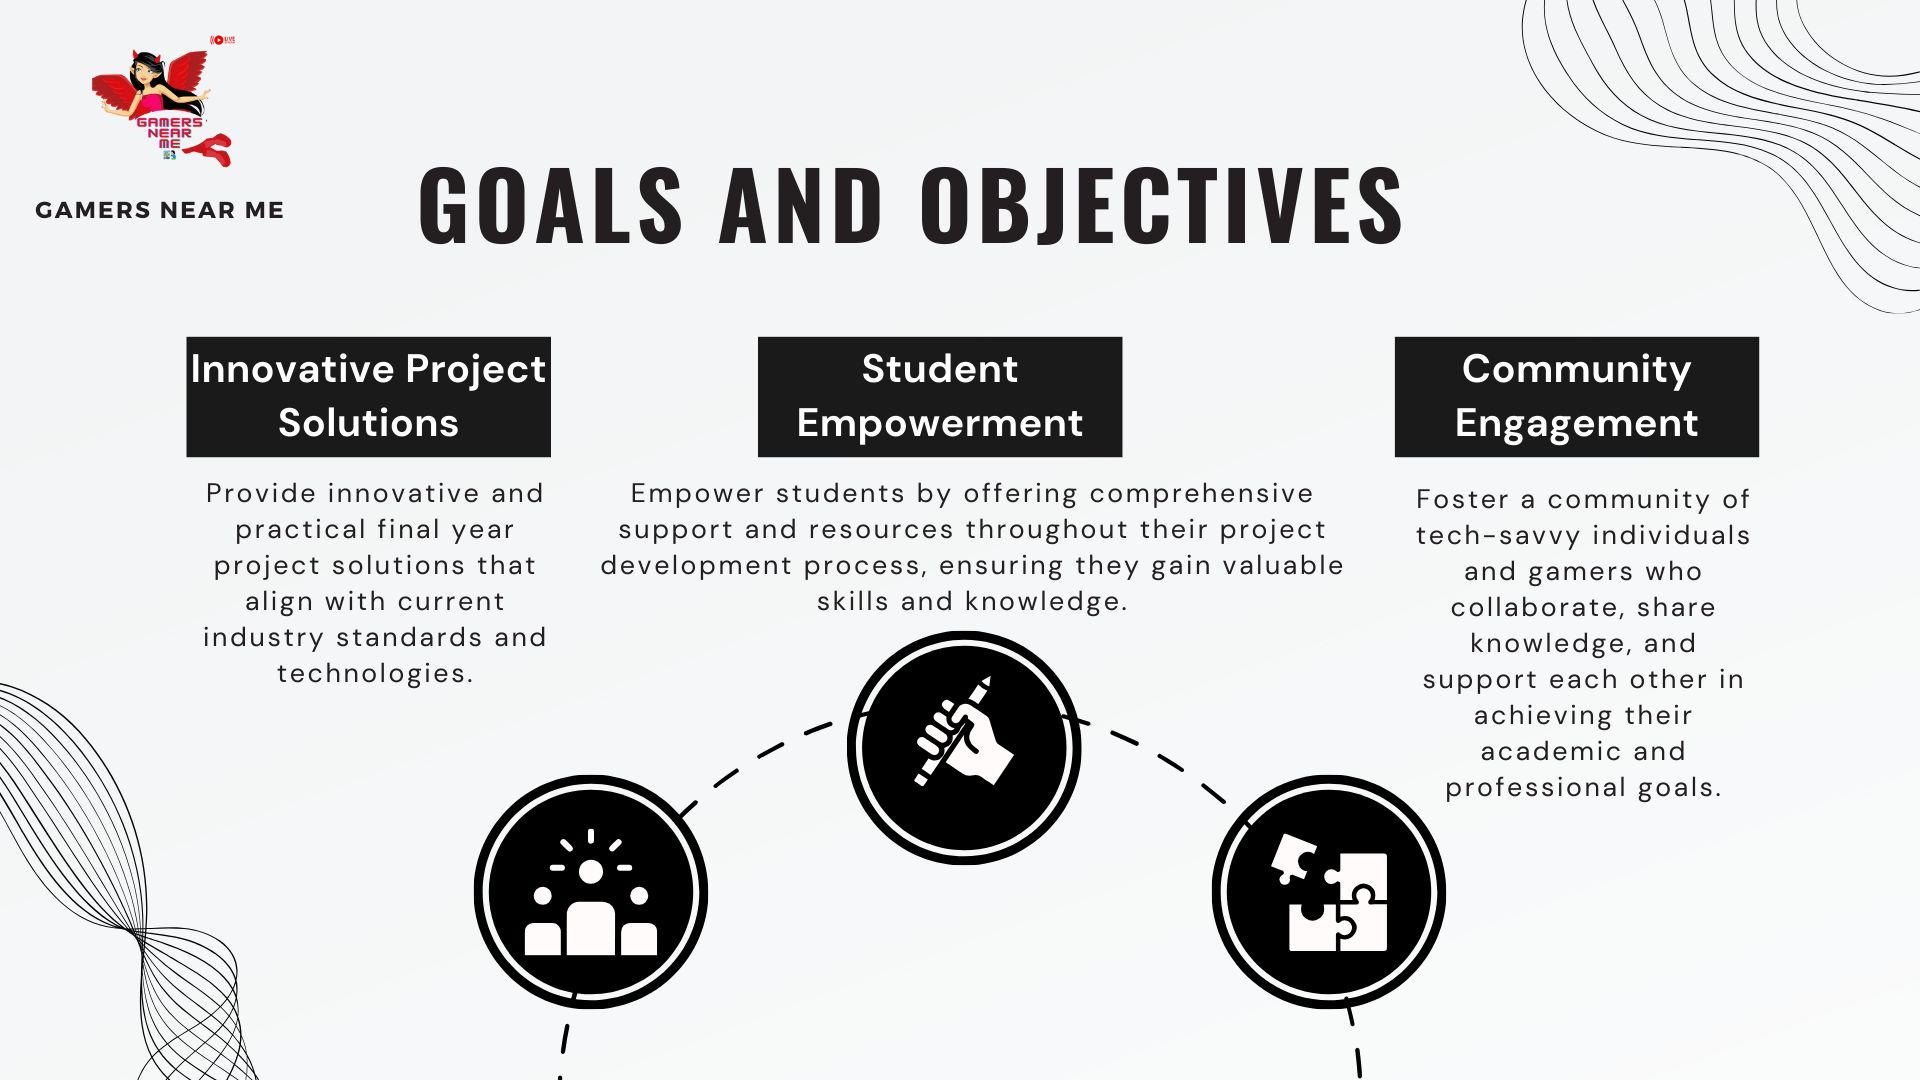 LIVE
GAMERS
NEAR
ME
GAMERS NEAR ME
GOALS AND OBJECTIVES
Innovative Project
Solutions
Provide innovative and
practical final year
project solutions that
align with current
industry standards and
technologies.
Student
Empowerment
Empower students by offering comprehensive
support and resources throughout their project
development process, ensuring they gain valuable
skills and knowledge.
Community
Engagement
Foster a community of
tech-savvy individuals
and gamers who
collaborate, share
knowledge, and
support each other in
achieving their
academic and
professional goals.